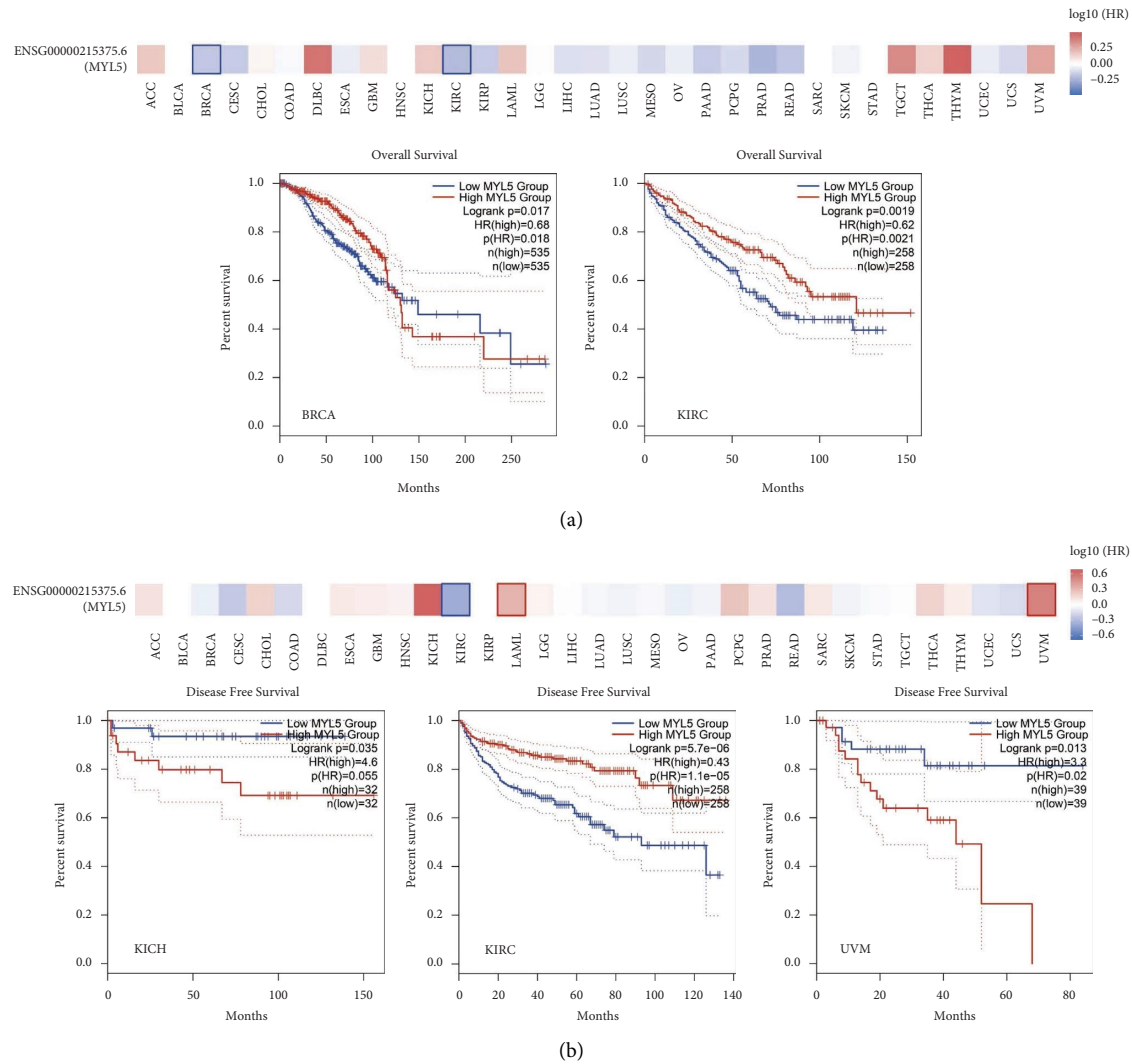 log10 (HR)
ENSG00000215375.6
(MYL5)
0.25
0.00
−0.25
ACC BLCA BRCA CESC CHOL COAD DLBC ESCA GBM HNSC KICH KIRC KIRP LAML LGG LIHC LUAD LUSC MESO OV PAAD PCPG PRAD READ SARC SKCM STAD TGCT THCA THYM UCEC UCS UVM
Overall Survival
Low MYL5 Group
High MYL5 Group
Logrank p=0.017
HR(high)=0.68
p(HR)=0.018
n(high)=535
n(low)=535
Percent survival
1.0
0.8
0.6
0.4
0.2
0.0
BRCA
0 50 100 150 200 250
Months
Overall Survival
Low MYL5 Group
High MYL5 Group
Logrank p=0.0019
HR(high)=0.62
p(HR)=0.0021
n(high)=258
n(low)=258
Percent survival
1.0
0.8
0.6
0.4
0.2
0.0
KIRC
0 50 100 150
Months
(a)
log10 (HR)
ENSG00000215375.6
(MYL5)
0.6
0.3
0.0
−0.3
−0.6
ACC BLCA BRCA CESC CHOL COAD DLBC ESCA GBM HNSC KICH KIRC KIRP LAML LGG LIHC LUAD LUSC MESO OV PAAD PCPG PRAD READ SARC SKCM STAD TGCT THCA THYM UCEC UCS UVM
Disease Free Survival
Low MYL5 Group
High MYL5 Group
Logrank p=0.035
HR(high)=4.6
p(HR)=0.055
n(high)=32
n(low)=32
Percent survival
1.0
0.8
0.6
0.4
0.2
0.0
KICH
0 50 100 150
Months
Disease Free Survival
Low MYL5 Group
High MYL5 Group
Logrank p=5.7e−06
HR(high)=0.43
p(HR)=1.1e−05
n(high)=258
n(low)=258
Percent survival
1.0
0.8
0.6
0.4
0.2
0.0
KIRC
0 20 40 60 80 100 120 140
Months
Disease Free Survival
Low MYL5 Group
High MYL5 Group
Logrank p=0.013
HR(high)=3.3
p(HR)=0.02
n(high)=39
n(low)=39
Percent survival
1.0
0.8
0.6
0.4
0.2
0.0
UVM
0 20 40 60 80
Months
(b)